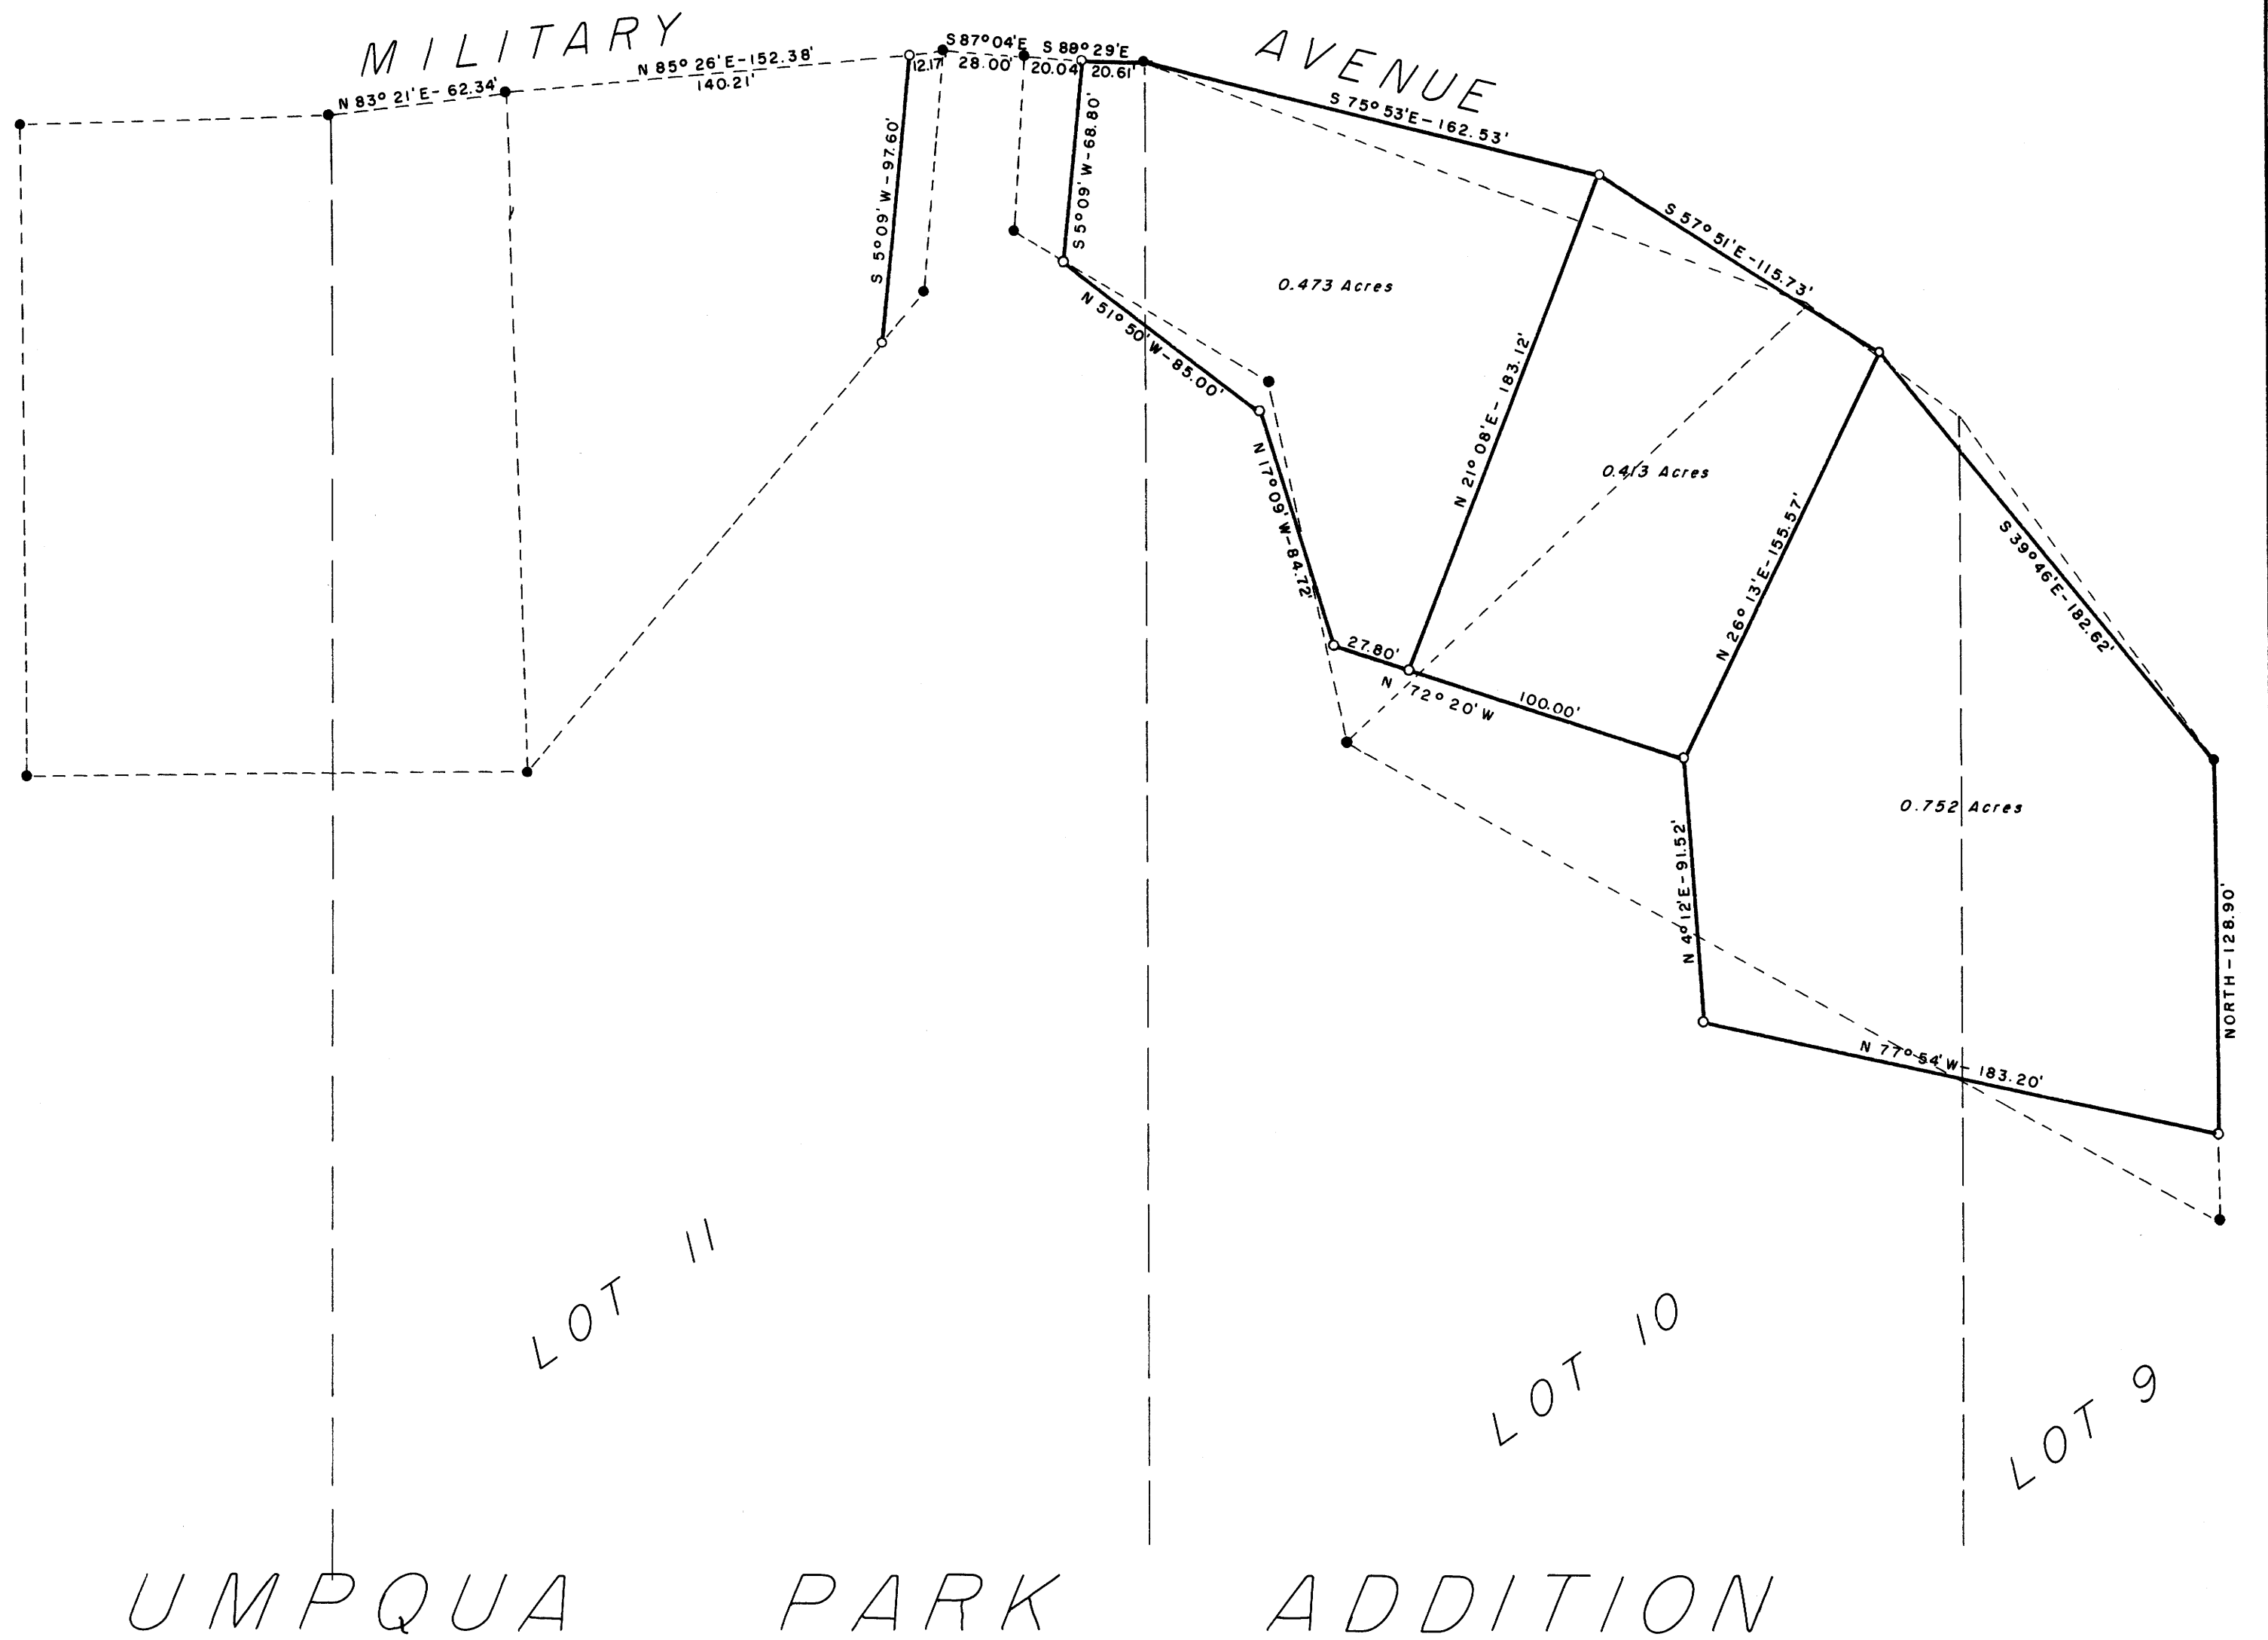 MILITARY AVENUE
N 83° 21' E - 62.34'
N 85° 26' E - 152.38'
140.21'
12.17'
S 87° 04' E
28.00'
S 88° 29' E
20.04'
20.61'
S 75° 53' E - 162.53'
S 57° 51' E - 115.73'
S 5° 09' W - 97.60'
S 5° 09' W - 68.80'
N 51° 50' W - 85.00'
0.473 Acres
N 21° 08' E - 183.12'
0.413 Acres
N 17° 09' W - 84.72'
N 26° 13' E - 155.57'
S 39° 46' E - 182.62'
27.80'
N 72° 20' W
100.00'
0.752 Acres
N 4° 12' E - 91.52'
NORTH - 128.90'
N 77° 54' W - 183.20'
LOT 11
LOT 10
LOT 9
UMPQUA PARK ADDITION